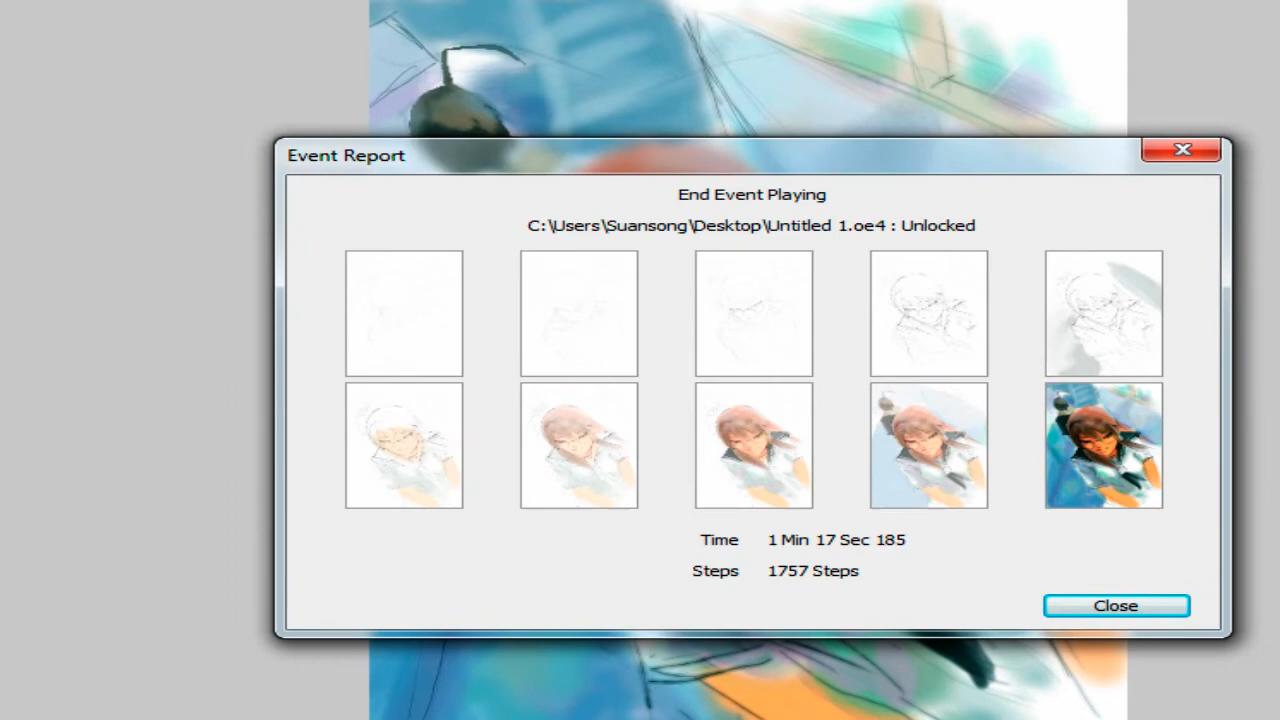 Event Report
End Event Playing
C:\Users\Suansong\Desktop\Untitled 1.oe4 : Unlocked
Time 1 Min 17 Sec 185
Steps 1757 Steps
Close